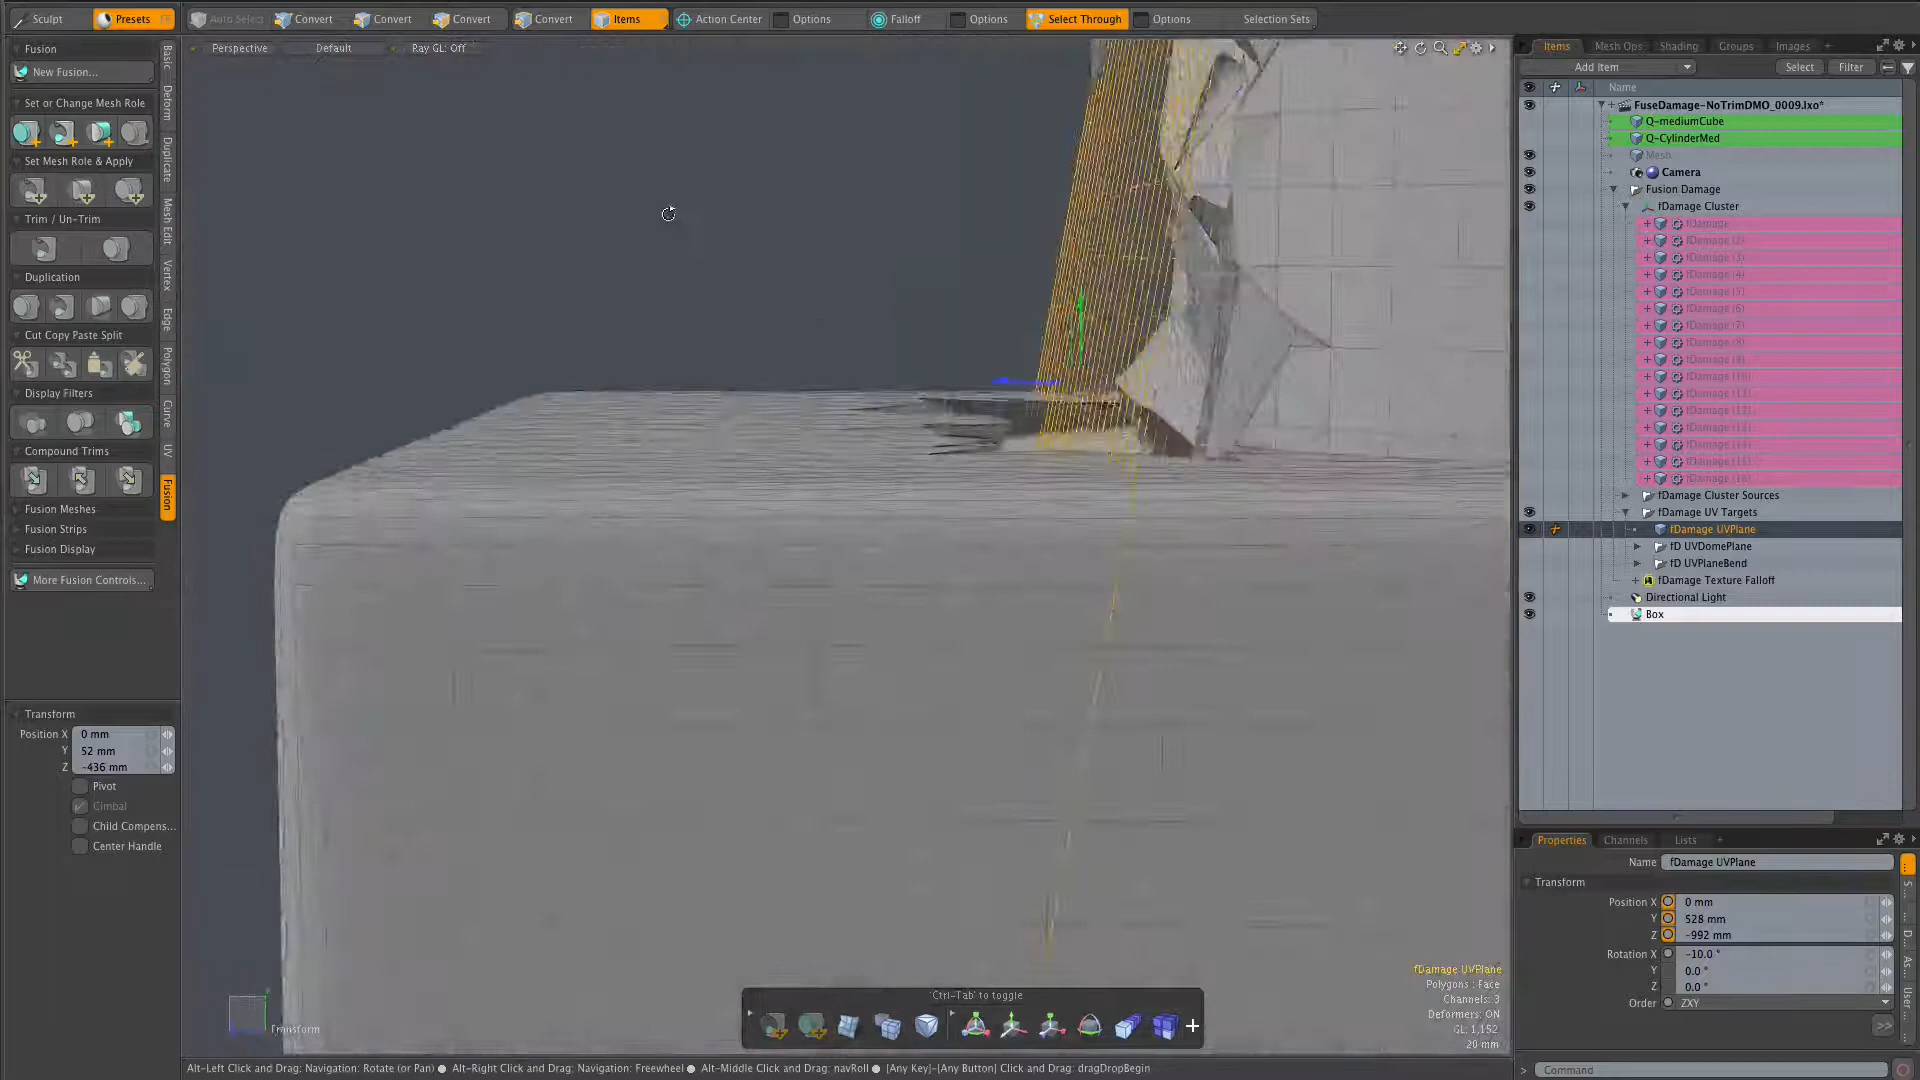 Sculpt
Presets
F6
Auto Select
Convert
Convert
Convert
Convert
Items
Action Center
Options
Falloff
Options
Select Through
Options
Selection Sets
Perspective
Default
Ray GL: Off
Fusion
New Fusion...
Set or Change Mesh Role
Set Mesh Role & Apply
Trim / Un-Trim
Duplication
Cut Copy Paste Split
Display Filters
Compound Trims
Fusion Meshes
Fusion Strips
Fusion Display
More Fusion Controls...
Basic
Deform
Duplicate
Mesh Edit
Vertex
Edge
Polygon
Curve
UV
Fusion
Transform
Position X
0 mm
Y
52 mm
Z
-436 mm
Pivot
Gimbal
Child Compens...
Center Handle
Transform
'Ctrl-Tab' to toggle
fDamage UVPlane
Polygons : Face
Channels: 3
Deformers: ON
GL: 1,152
20 mm
Alt-Left Click and Drag: Navigation: Rotate (or Pan) ● Alt-Right Click and Drag: Navigation: Freewheel ● Alt-Middle Click and Drag: navRoll ● [Any Key]-[Any Button] Click and Drag: dragDropBegin
Items
Mesh Ops
Shading
Groups
Images
+
Add Item
Select
Filter
Name
FuseDamage-NoTrimDMO_0009.lxo*
Q-mediumCube
Q-CylinderMed
Mesh
Camera
Fusion Damage
fDamage Cluster
fDamage
fDamage (2)
fDamage (3)
fDamage (4)
fDamage (5)
fDamage (6)
fDamage (7)
fDamage (8)
fDamage (9)
fDamage (10)
fDamage (11)
fDamage (12)
fDamage (13)
fDamage (14)
fDamage (15)
fDamage (16)
fDamage Cluster Sources
fDamage UV Targets
fDamage UVPlane
fD UVDomePlane
fD UVPlaneBend
fDamage Texture Falloff
Directional Light
Box
Properties
Channels
Lists
+
Name
fDamage UVPlane
Transform
Position X
0 mm
Y
528 mm
Z
-992 mm
Rotation X
-10.0 °
Y
0.0 °
Z
0.0 °
Order
ZXY
>>
S...
D...
As...
User...
> Command